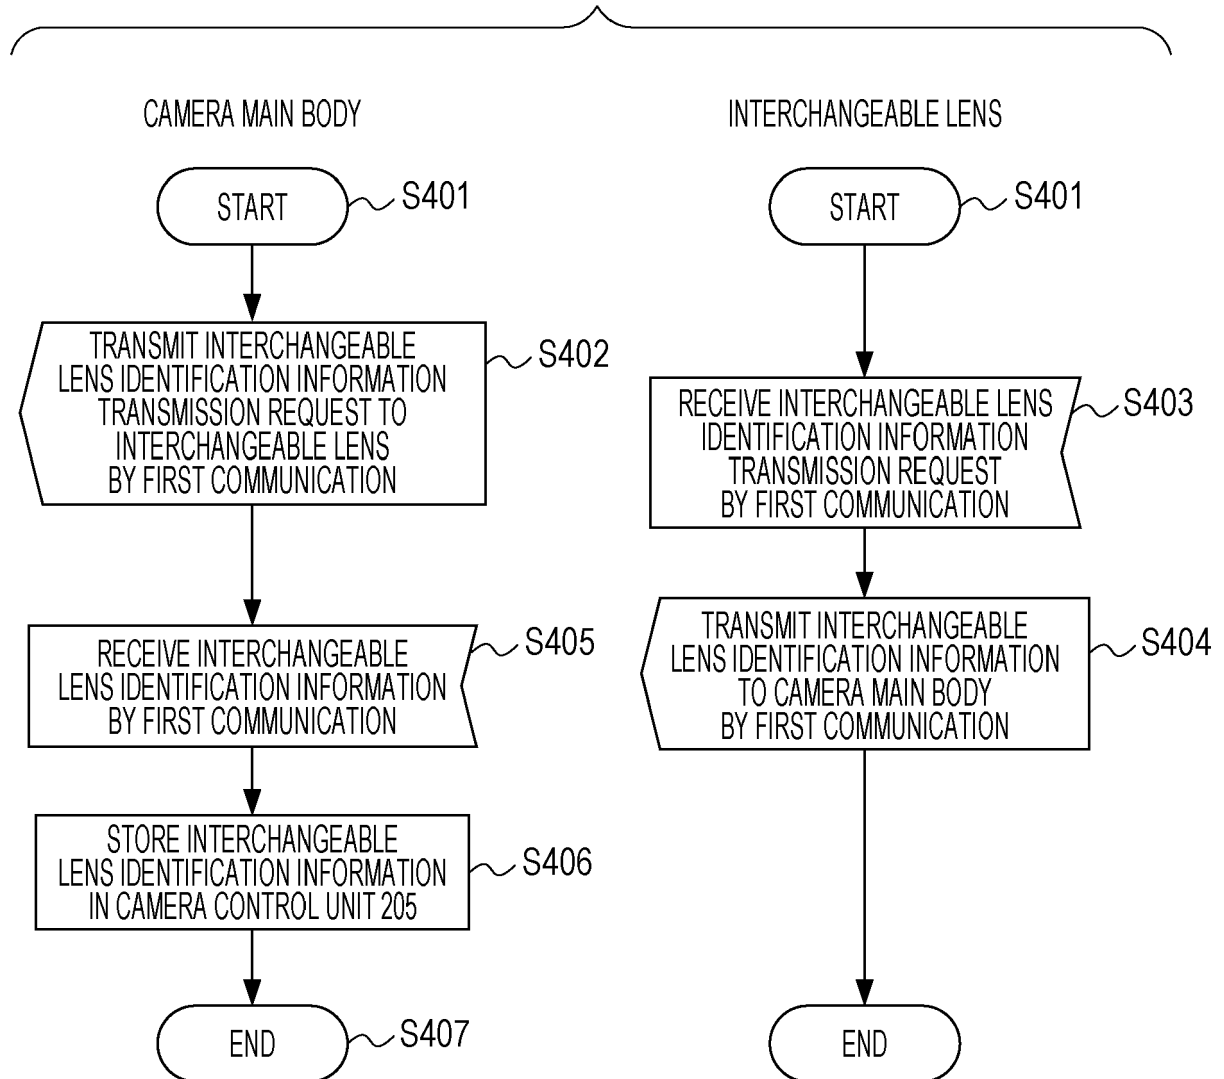 CAMERA MAIN BODY
START
S401
TRANSMIT INTERCHANGEABLE
LENS IDENTIFICATION INFORMATION
TRANSMISSION REQUEST TO
INTERCHANGEABLE LENS
BY FIRST COMMUNICATION
S402
RECEIVE INTERCHANGEABLE
LENS IDENTIFICATION INFORMATION
BY FIRST COMMUNICATION
S405
STORE INTERCHANGEABLE
LENS IDENTIFICATION INFORMATION
IN CAMERA CONTROL UNIT 205
S406
END
S407
INTERCHANGEABLE LENS
START
S401
RECEIVE INTERCHANGEABLE LENS
IDENTIFICATION INFORMATION
TRANSMISSION REQUEST
BY FIRST COMMUNICATION
S403
TRANSMIT INTERCHANGEABLE
LENS IDENTIFICATION INFORMATION
TO CAMERA MAIN BODY
BY FIRST COMMUNICATION
S404
END